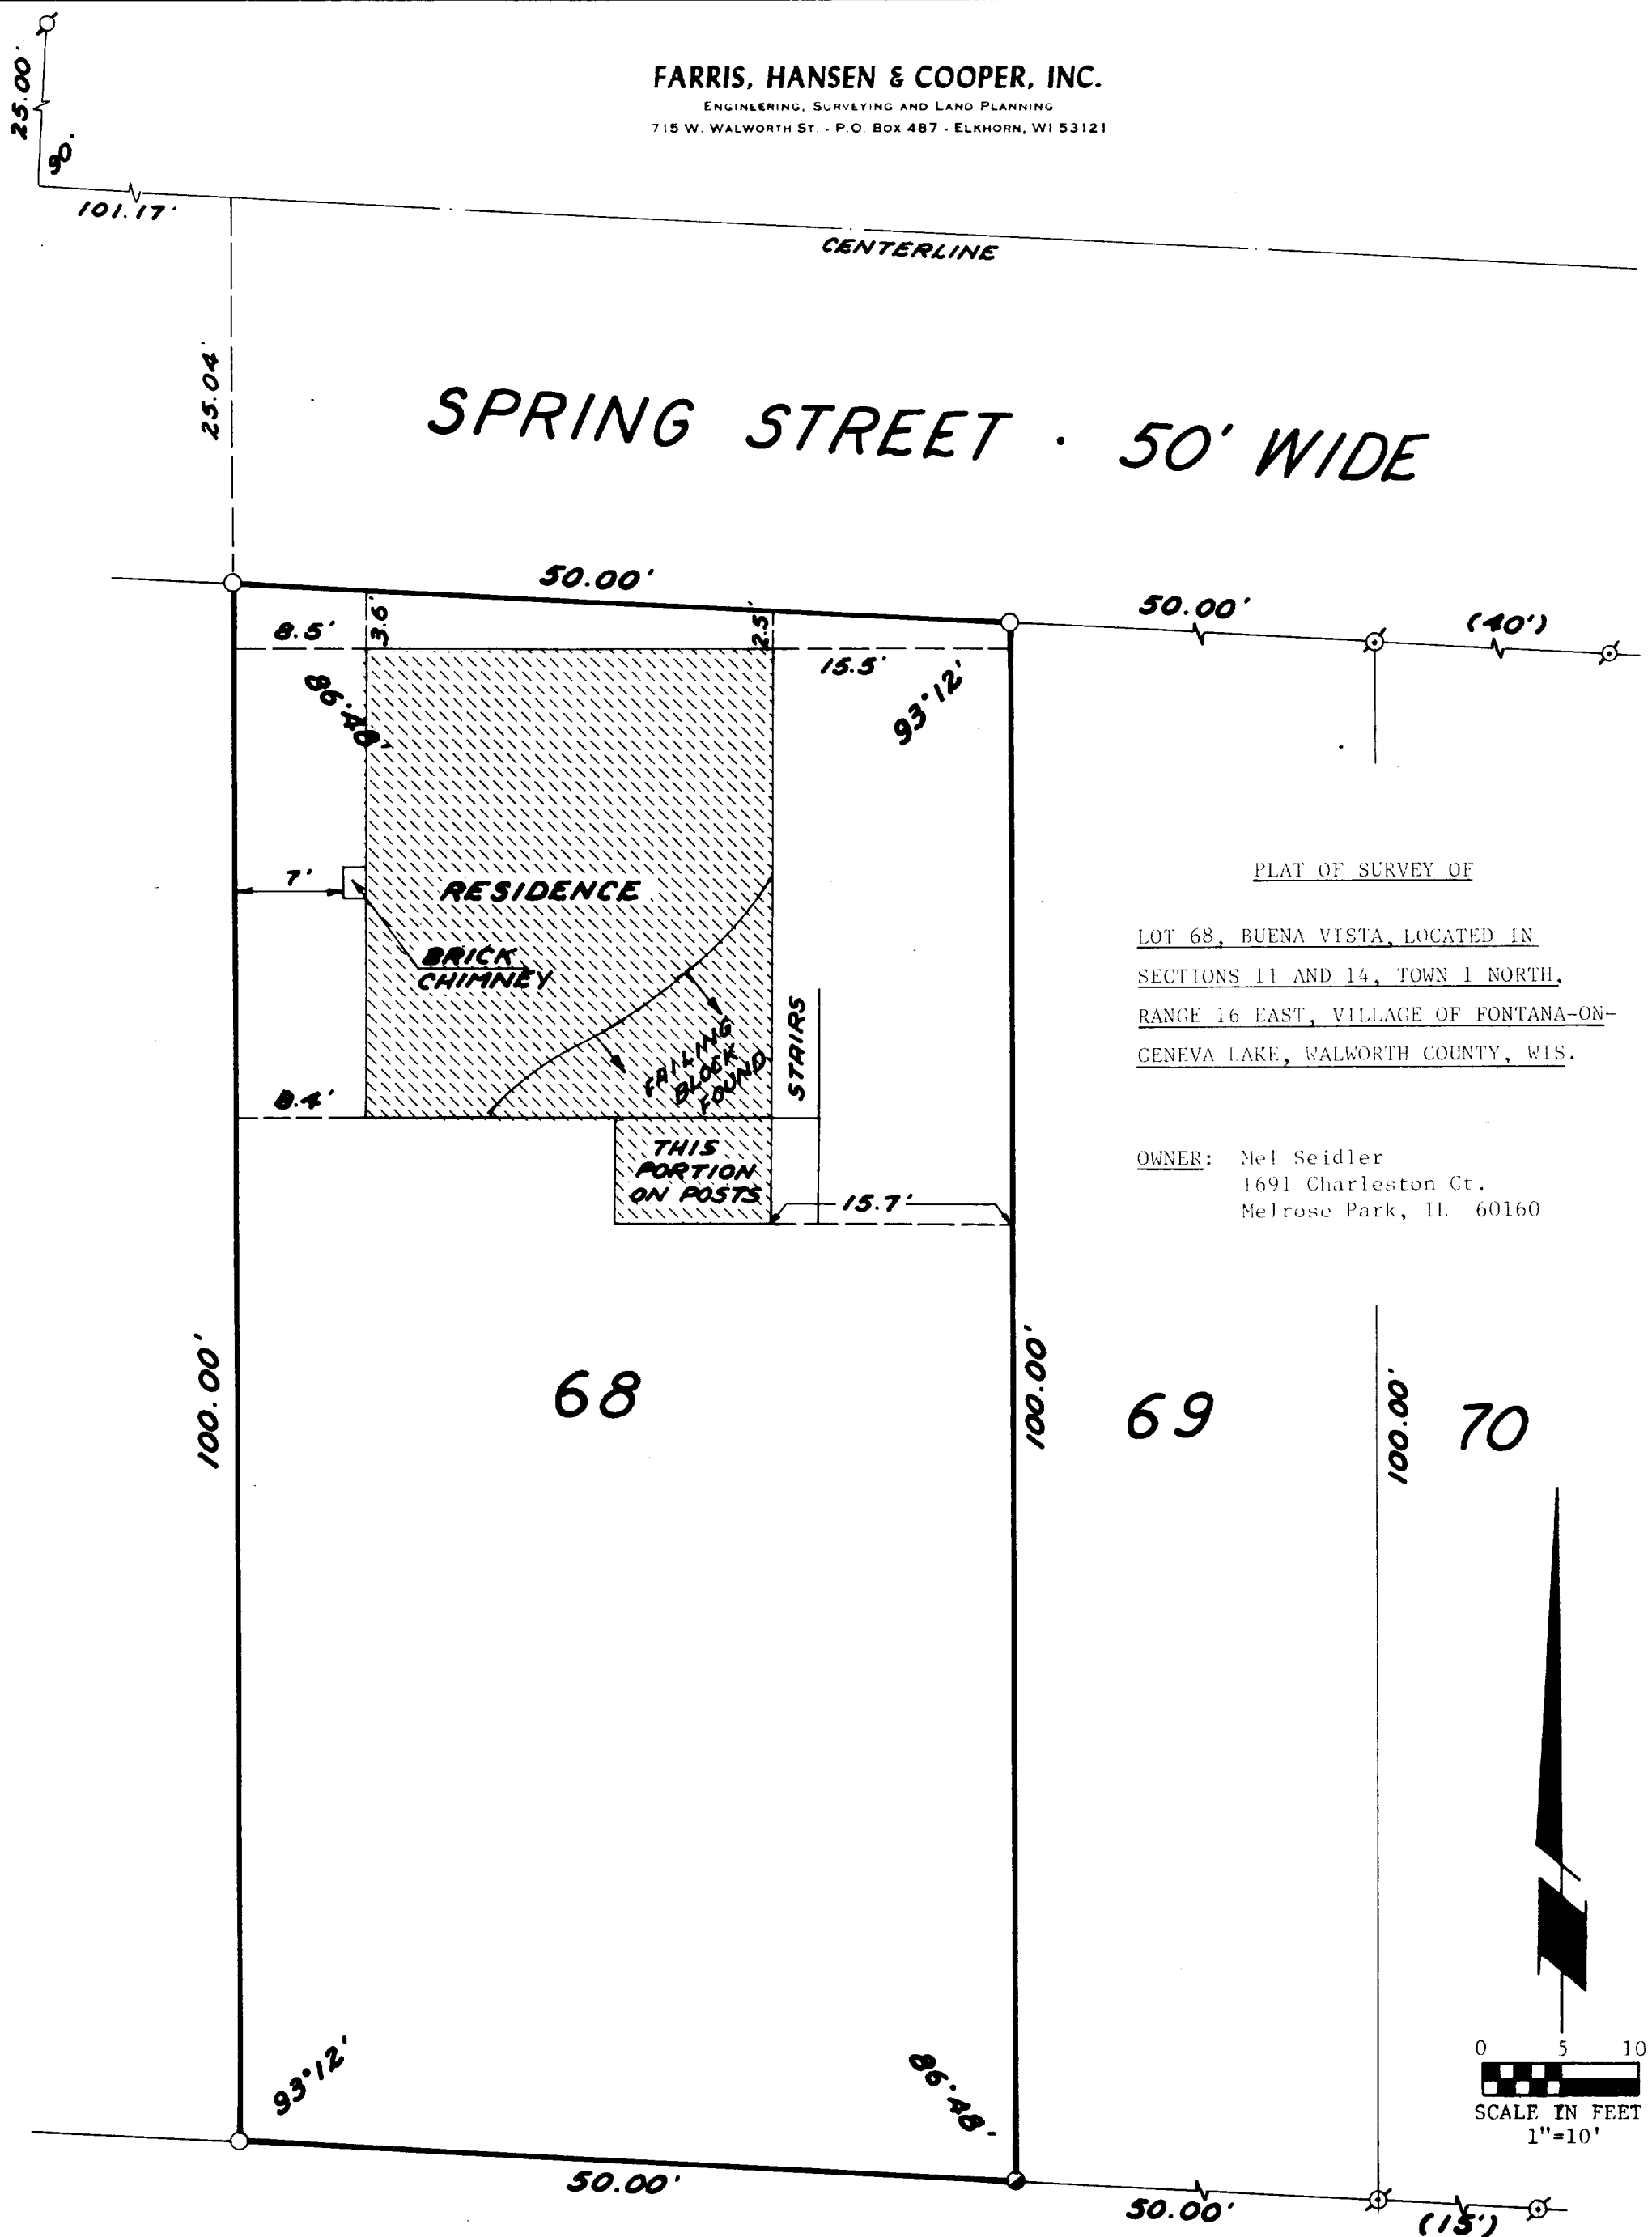 FARRIS, HANSEN & COOPER, INC.
ENGINEERING, SURVEYING AND LAND PLANNING
715 W. WALWORTH ST. - P.O. BOX 487 - ELKHORN, WI 53121
25.00'
90°
101.17'
CENTERLINE
25.04'
SPRING STREET · 50' WIDE
50.00'
50.00'
(40')
8.5'
3.6'
2.5'
15.5'
86°48'
93°12'
7'
RESIDENCE
BRICK
CHIMNEY
FAILING
BLOCK
FOUND.
STAIRS
8.4'
THIS
PORTION
ON POSTS
15.7'
PLAT OF SURVEY OF
LOT 68, BUENA VISTA, LOCATED IN
SECTIONS 11 AND 14, TOWN 1 NORTH,
RANGE 16 EAST, VILLAGE OF FONTANA-ON-
GENEVA LAKE, WALWORTH COUNTY, WIS.
OWNER: Mel Seidler
1691 Charleston Ct.
Melrose Park, IL 60160
100.00'
68
100.00'
69
100.00'
70
93°12'
86°48'
0 5 10
SCALE IN FEET
1"=10'
50.00'
50.00'
(15')